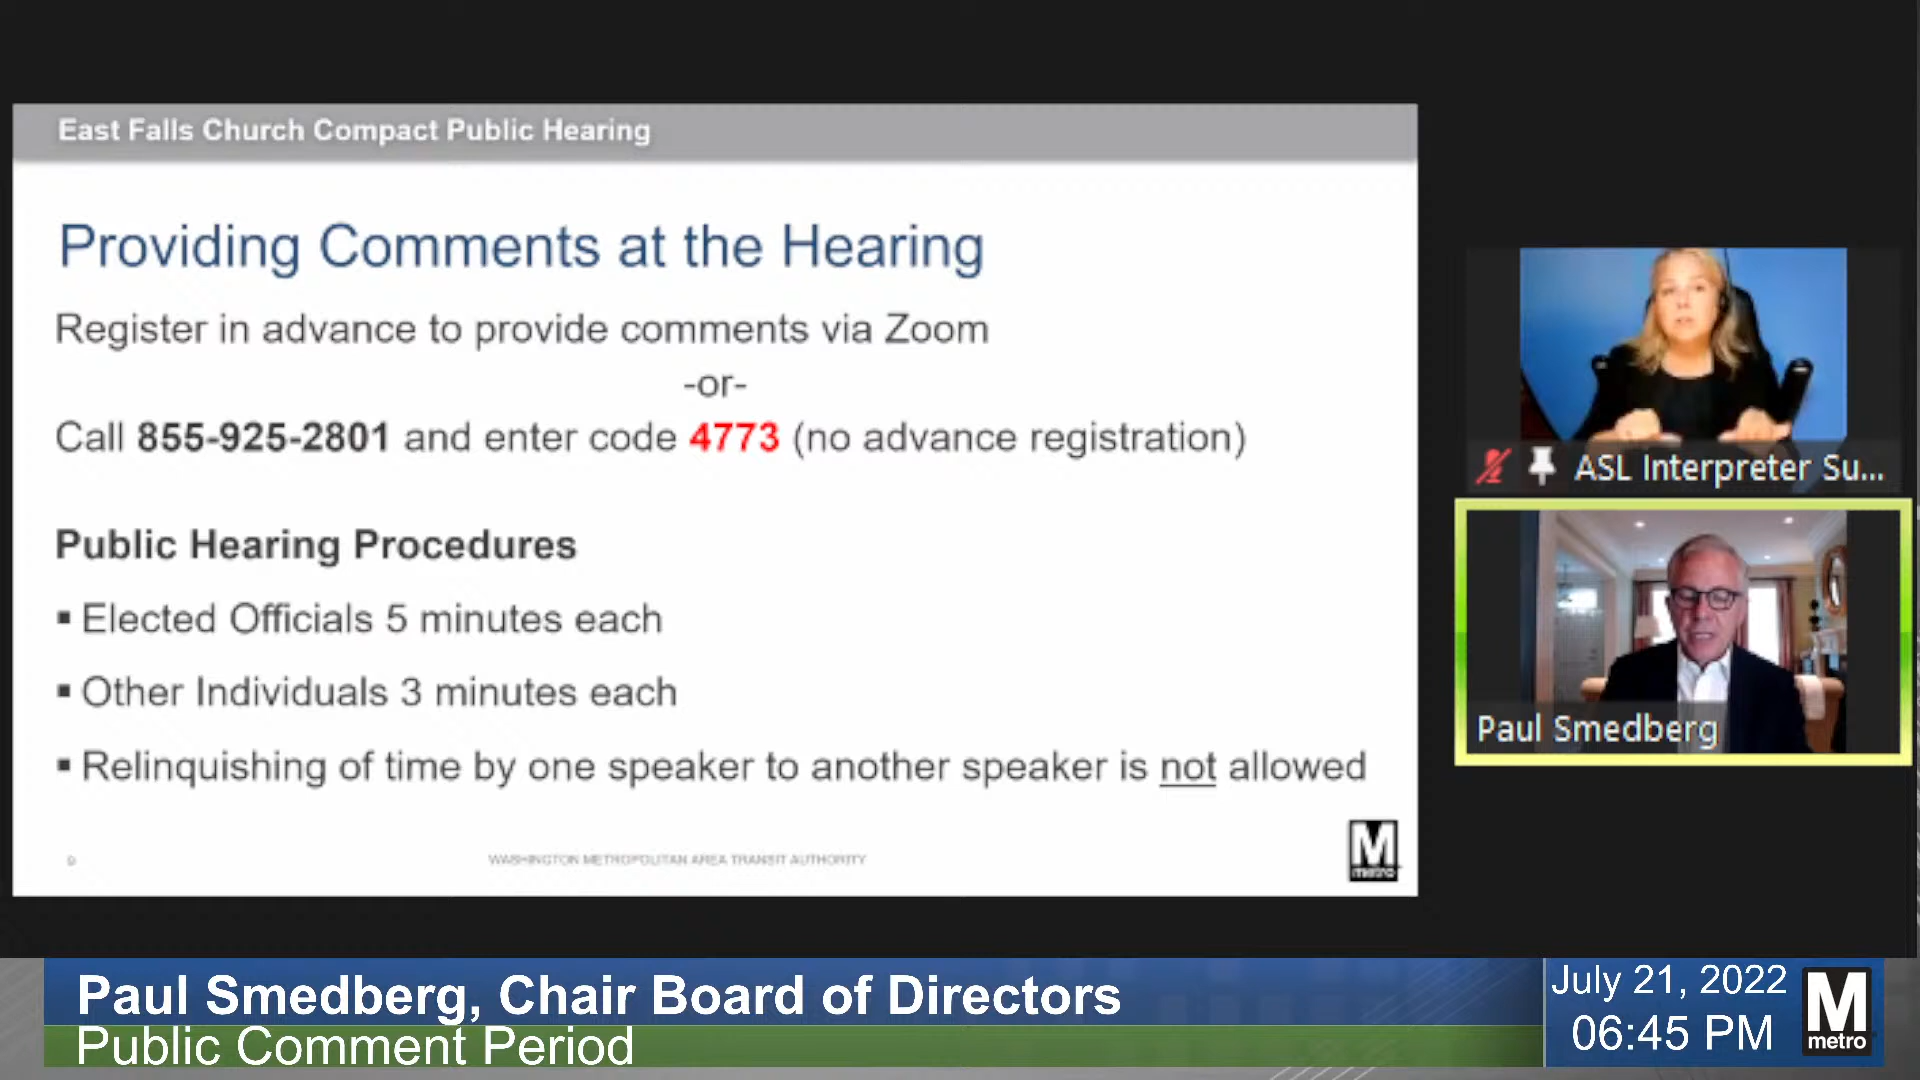 East Falls Church Compact Public Hearing
Providing Comments at the Hearing
Register in advance to provide comments via Zoom
-or-
Call 855-925-2801 and enter code 4773 (no advance registration)
Public Hearing Procedures
▪ Elected Officials 5 minutes each
▪ Other Individuals 3 minutes each
▪ Relinquishing of time by one speaker to another speaker is not allowed
9
WASHINGTON METROPOLITAN AREA TRANSIT AUTHORITY
M
metro
ASL Interpreter Su...
Paul Smedberg
Paul Smedberg, Chair Board of Directors
Public Comment Period
July 21, 2022
06:45 PM
M
metro